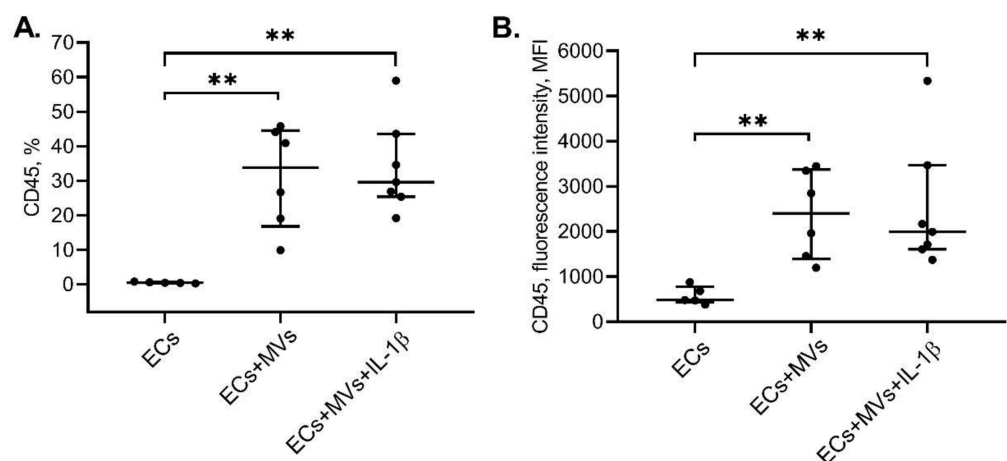 A.
CD45, %
70
60
50
40
30
20
10
0
**
**
ECs
ECs+MVs
ECs+MVs+IL-1β
B.
CD45, fluorescence intensity, MFI
6000
5000
4000
3000
2000
1000
0
**
**
ECs
ECs+MVs
ECs+MVs+IL-1β